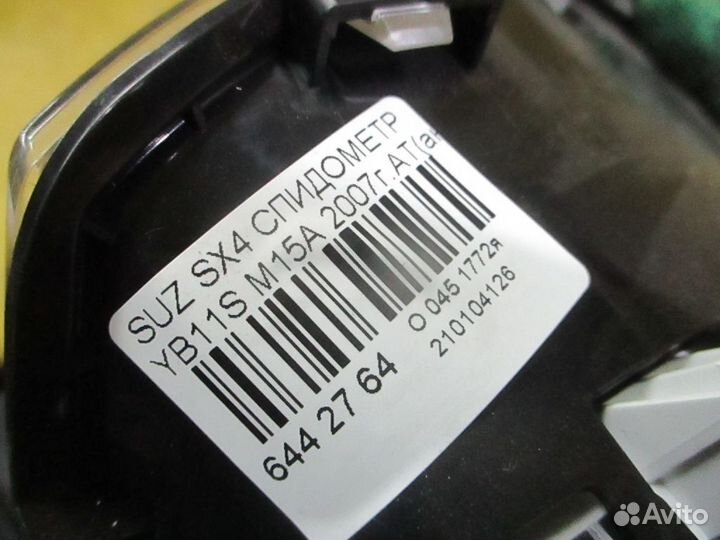 SUZ SX4 СПИДОМЕТР
YB11S M15A 2007г.AT(a
644 27 64
О 045 1772я
210104126
Avito